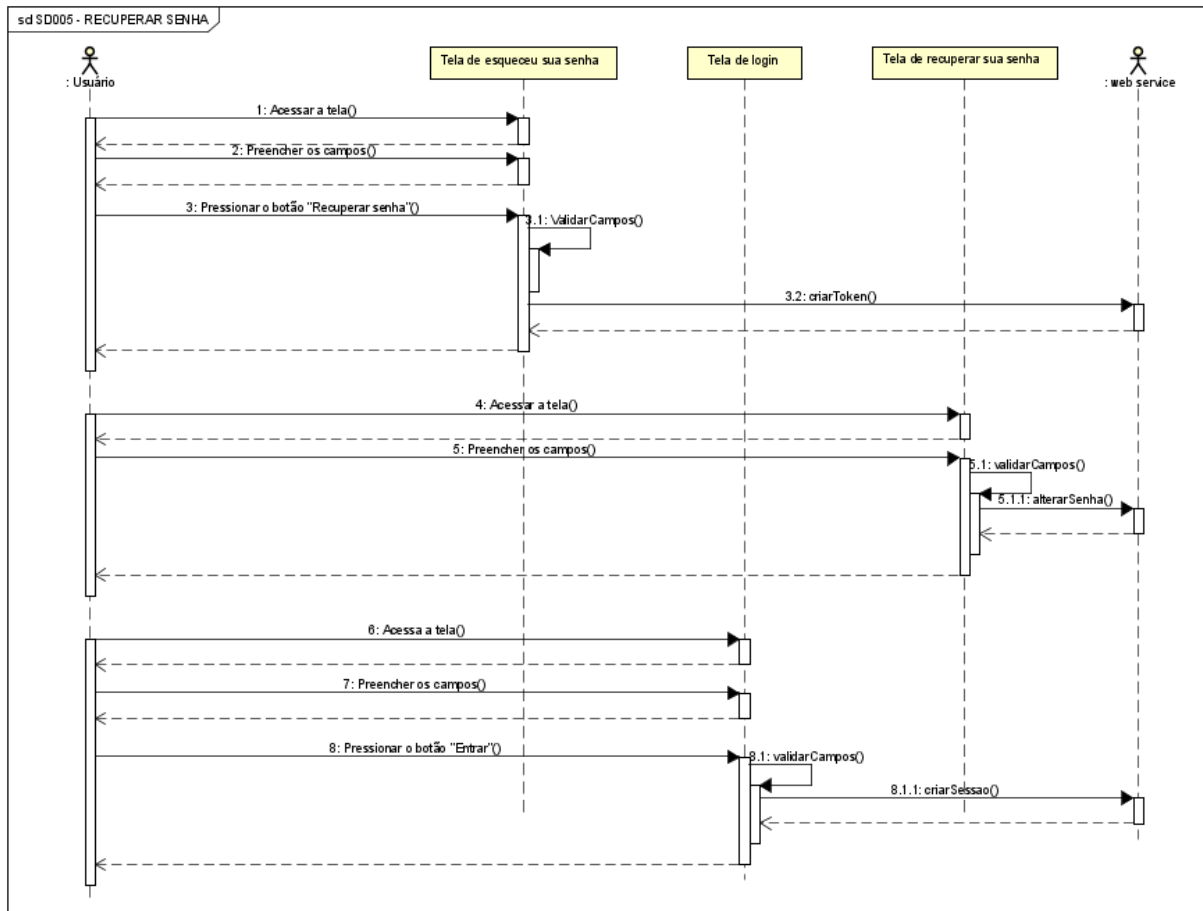 sd SD005 - RECUPERAR SENHA
: Usuário
Tela de esqueceu sua senha
Tela de login
Tela de recuperar sua senha
: web service
1: Acessar a tela()
2: Preencher os campos()
3: Pressionar o botão "Recuperar senha"()
3.1: ValidarCampos()
3.2: criarToken()
4: Acessar a tela()
5: Preencher os campos()
5.1: validarCampos()
5.1.1: alterarSenha()
6: Acessa a tela()
7: Preencher os campos()
8: Pressionar o botão "Entrar"()
8.1: validarCampos()
8.1.1: criarSessao()